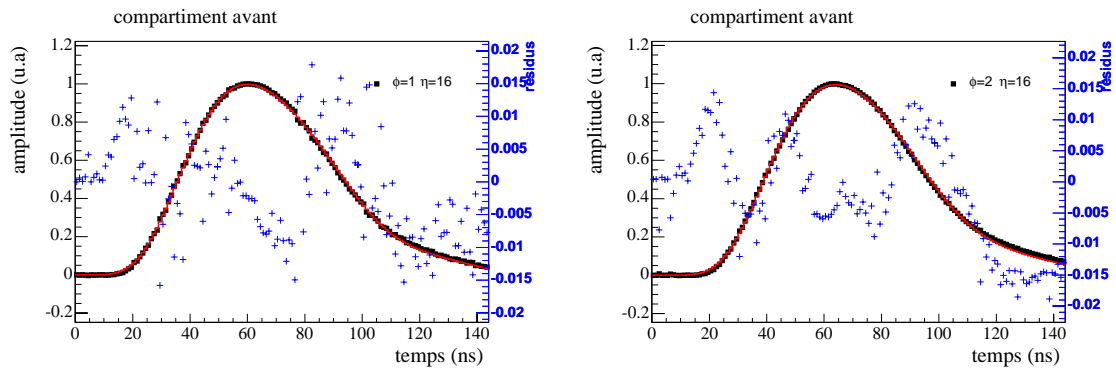 compartiment avant
amplitude (u.a)
1.2
1
0.8
0.6
0.4
0.2
0
-0.2
φ=1 η=16
residus
0.02
0.015
0.01
0.005
0
-0.005
-0.01
-0.015
-0.02
0 20 40 60 80 100 120 140
temps (ns)
compartiment avant
amplitude (u.a)
1.2
1
0.8
0.6
0.4
0.2
0
-0.2
φ=2 η=16
residus
0.02
0.015
0.01
0.005
0
-0.005
-0.01
-0.015
-0.02
0 20 40 60 80 100 120 140
temps (ns)